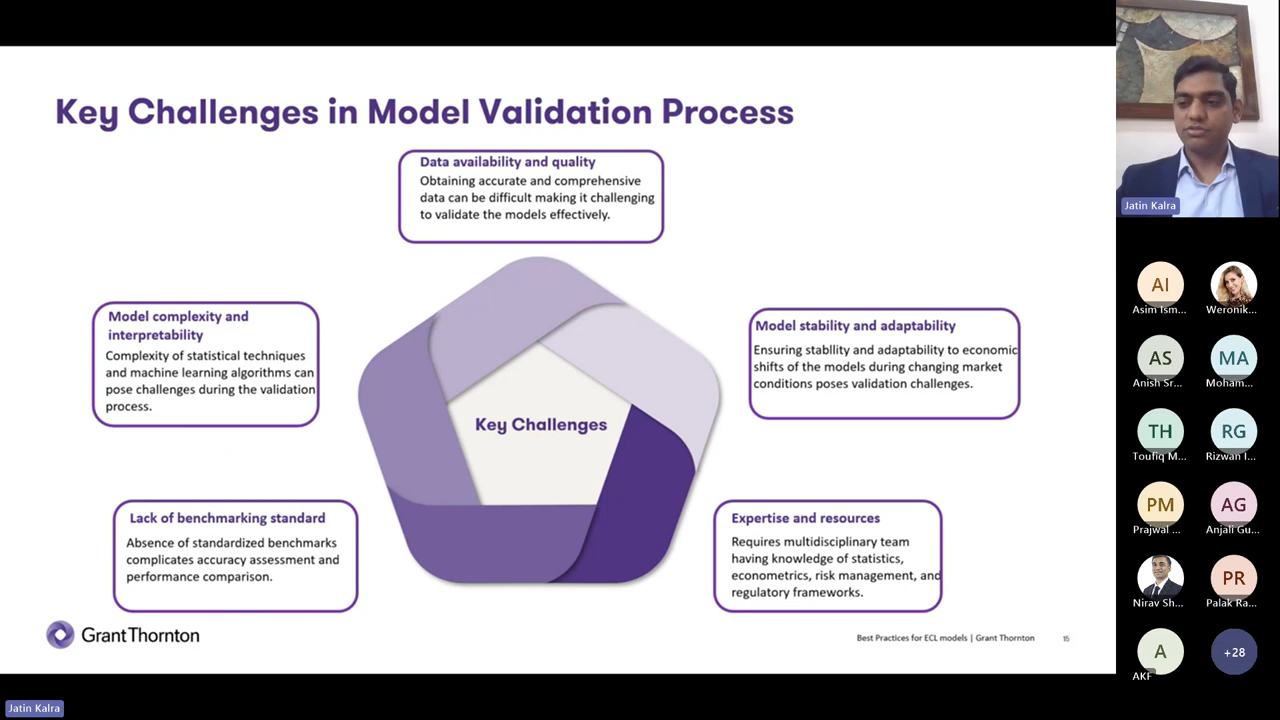 Key Challenges in Model Validation Process
Data availability and quality
Obtaining accurate and comprehensive
data can be difficult making it challenging
to validate the models effectively.
Model complexity and
interpretability
Complexity of statistical techniques
and machine learning algorithms can
pose challenges during the validation
process.
Model stability and adaptability
Ensuring stability and adaptability to economic
shifts of the models during changing market
conditions poses validation challenges.
Key Challenges
Lack of benchmarking standard
Absence of standardized benchmarks
complicates accuracy assessment and
performance comparison.
Expertise and resources
Requires multidisciplinary team
having knowledge of statistics,
econometrics, risk management, and
regulatory frameworks.
Grant Thornton
Best Practices for ECL models | Grant Thornton
15
Jatin Kalra
Jatin Kalra
AI
Asim Ism...
Weronik...
AS
Anish Sr...
MA
Moham...
TH
Toufiq M...
RG
Rizwan I...
PM
Prajwal ...
AG
Anjali Gu...
Nirav Sh...
PR
Palak Ra...
A
AKF
+28